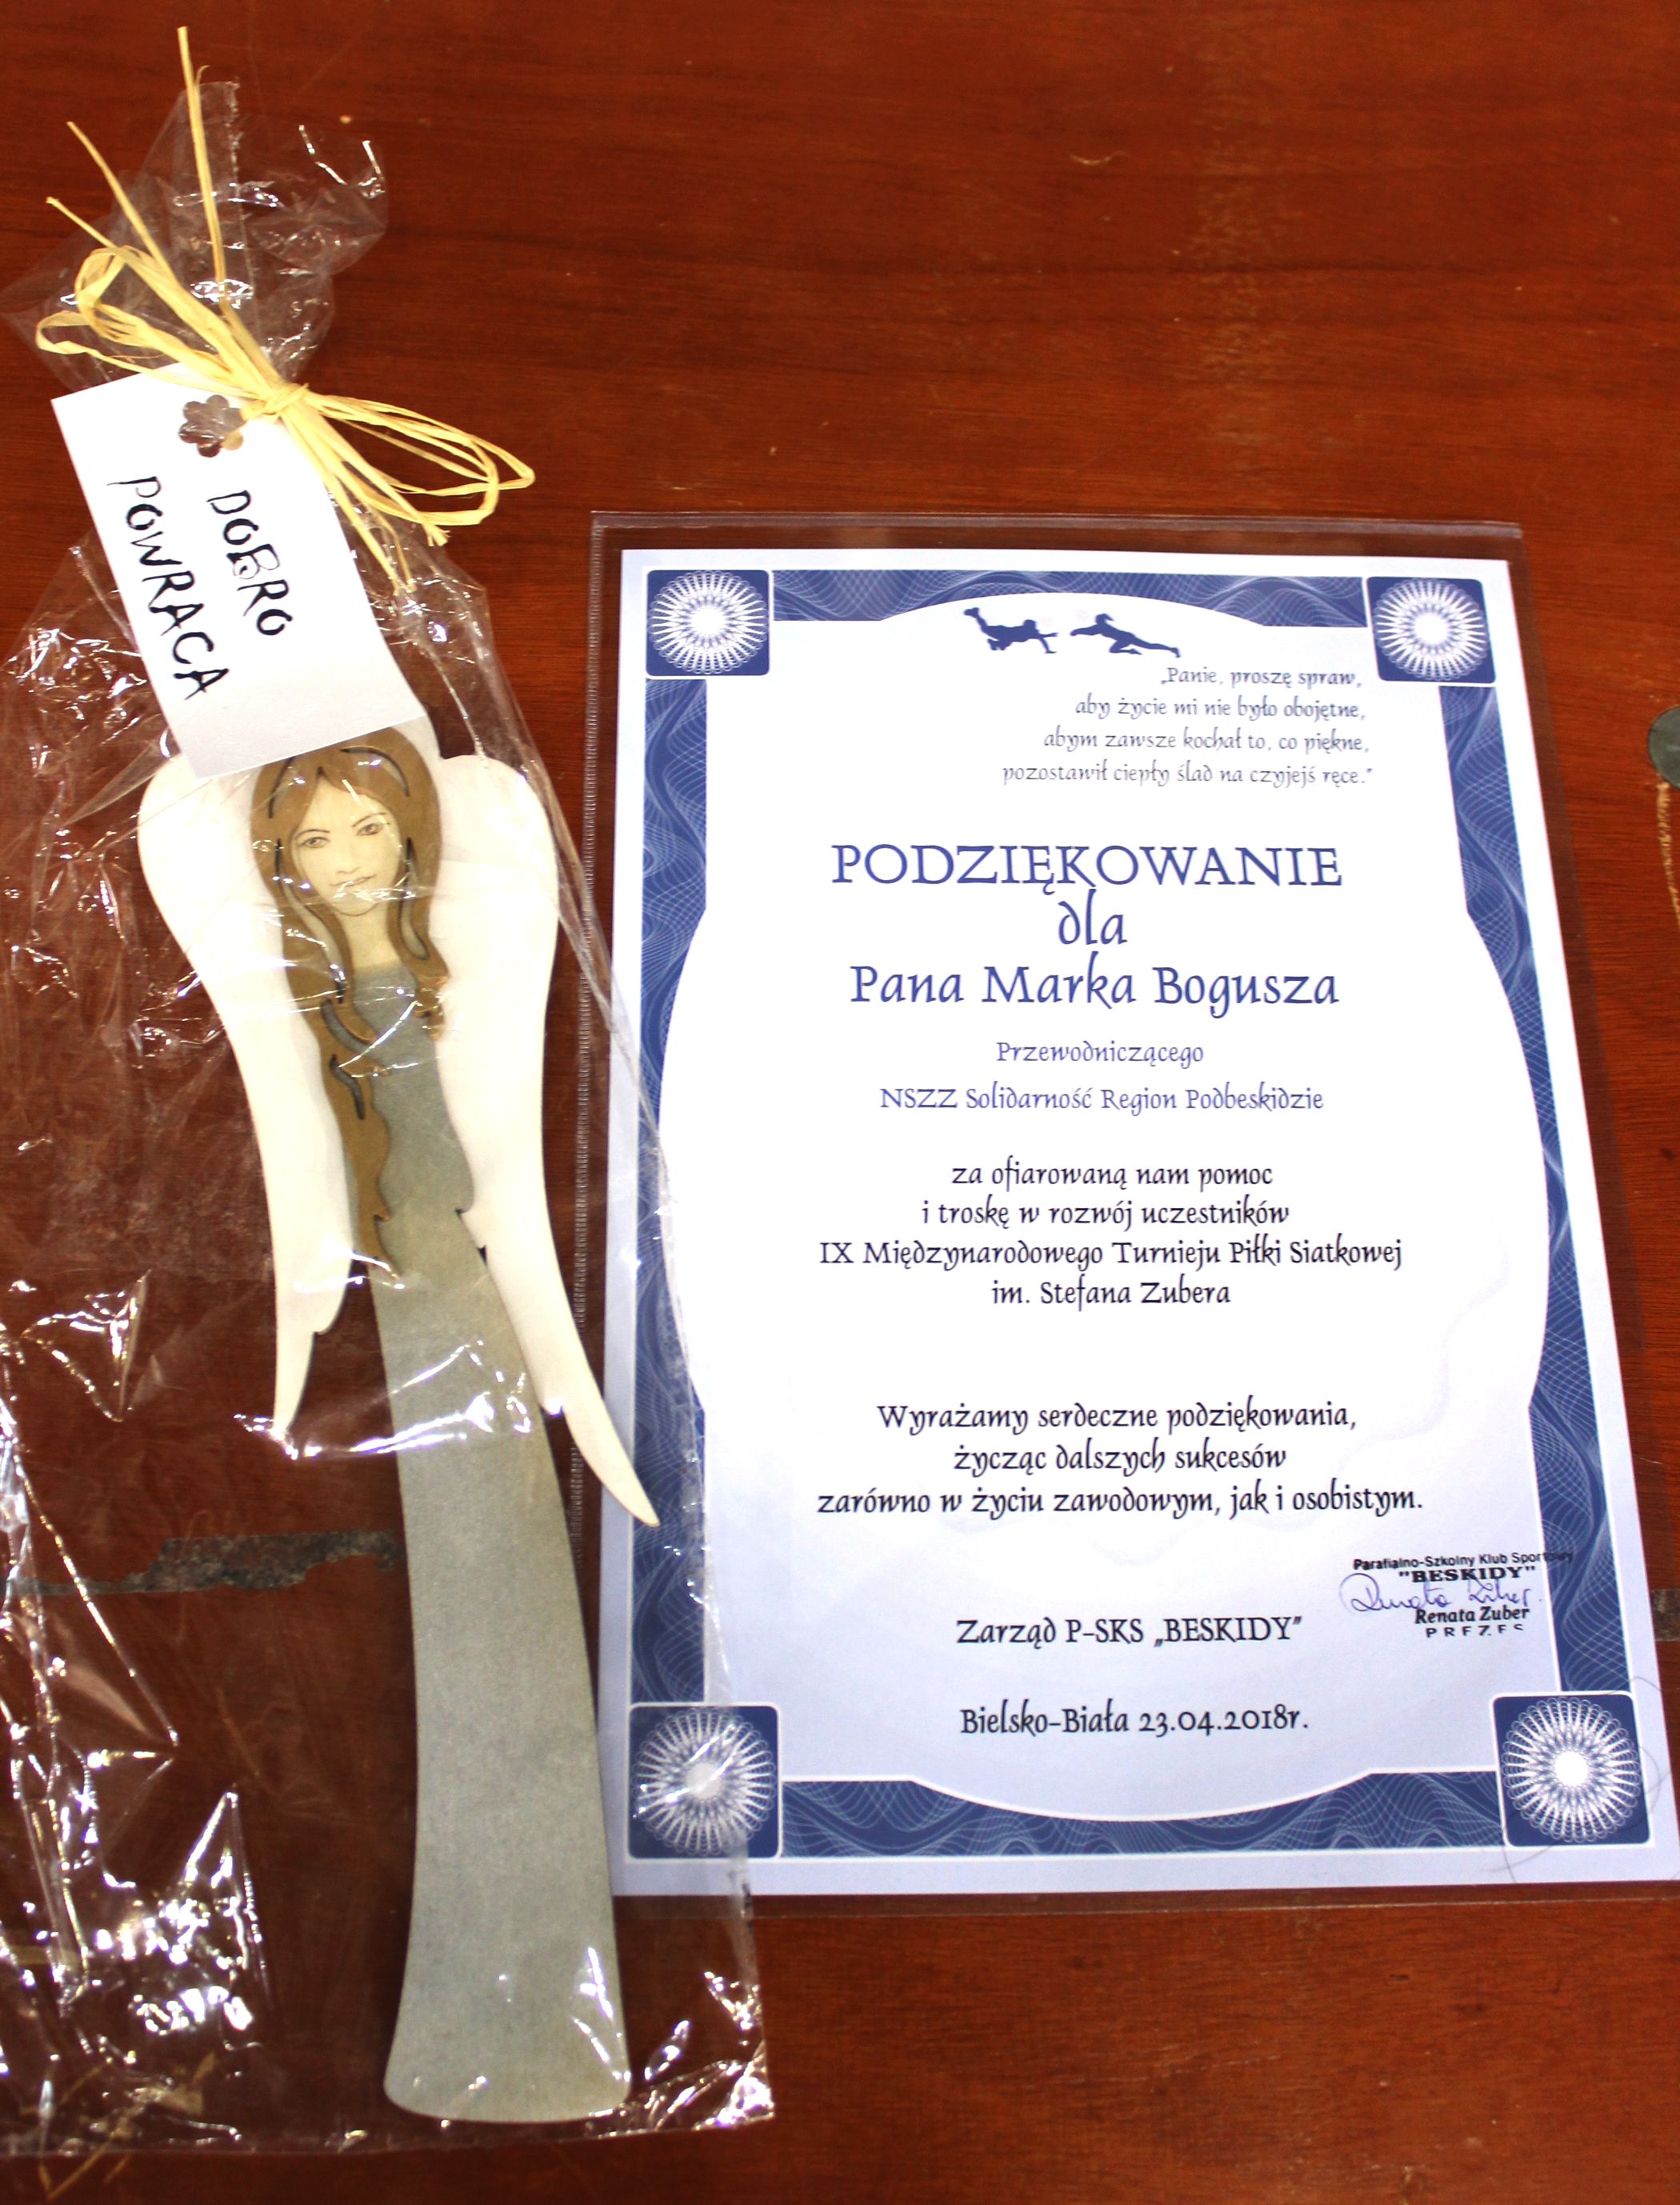 DOBRO
POWRACA
„Panie, proszę spraw,
aby życie mi nie było obojętne,
abym zawsze kochał to, co piękne,
pozostawił ciepły ślad na czyjejś ręce.”
PODZIĘKOWANIE
dla
Pana Marka Bogusza
Przewodniczącego
NSZZ Solidarność Region Podbeskidzie
za ofiarowaną nam pomoc
i troskę w rozwój uczestników
IX Międzynarodowego Turnieju Piłki Siatkowej
im. Stefana Zubera
Wyrażamy serdeczne podziękowania,
życząc dalszych sukcesów
zarówno w życiu zawodowym, jak i osobistym.
Parafialno-Szkolny Klub Sportowy
"BESKIDY"
Renata Zuber
Renata Zuber
PREZES
Zarząd P-SKS „BESKIDY”
Bielsko-Biała 23.04.2018r.